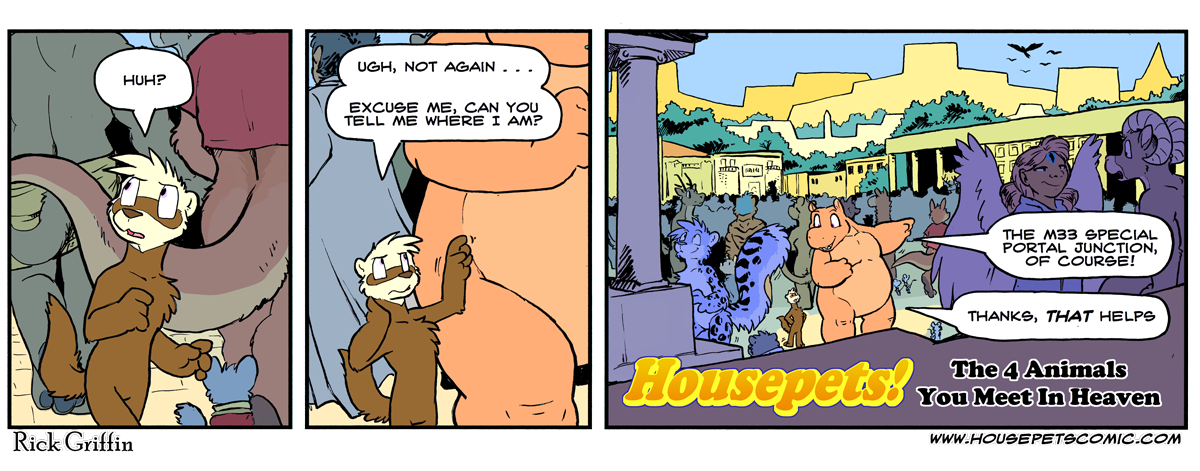 HUH?
UGH, NOT AGAIN . . .
EXCUSE ME, CAN YOU
TELL ME WHERE I AM?
THE M33 SPECIAL
PORTAL JUNCTION,
OF COURSE!
THANKS, THAT HELPS
Housepets!
The 4 Animals
You Meet In Heaven
Rick Griffin
WWW.HOUSEPETSCOMIC.COM